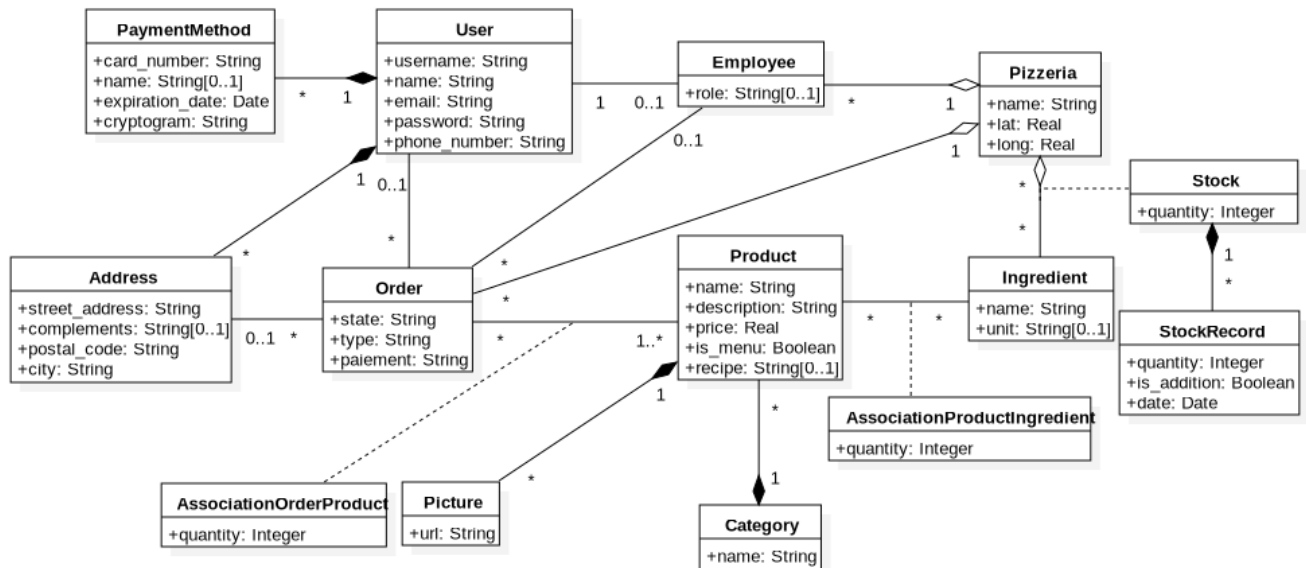 PaymentMethod
+card_number: String
+name: String[0..1]
+expiration_date: Date
+cryptogram: String
*
1
User
+username: String
+name: String
+email: String
+password: String
+phone_number: String
1
0..1
Employee
+role: String[0..1]
*
1
Pizzeria
+name: String
+lat: Real
+long: Real
1
0..1
0..1
1
*
*
Stock
+quantity: Integer
1
*
*
*
*
*
Address
+street_address: String
+complements: String[0..1]
+postal_code: String
+city: String
0..1
*
Order
+state: String
+type: String
+paiement: String
*
1..*
Product
+name: String
+description: String
+price: Real
+is_menu: Boolean
+recipe: String[0..1]
*
*
Ingredient
+name: String
+unit: String[0..1]
StockRecord
+quantity: Integer
+is_addition: Boolean
+date: Date
1
*
*
1
AssociationProductIngredient
+quantity: Integer
AssociationOrderProduct
+quantity: Integer
Picture
+url: String
Category
+name: String